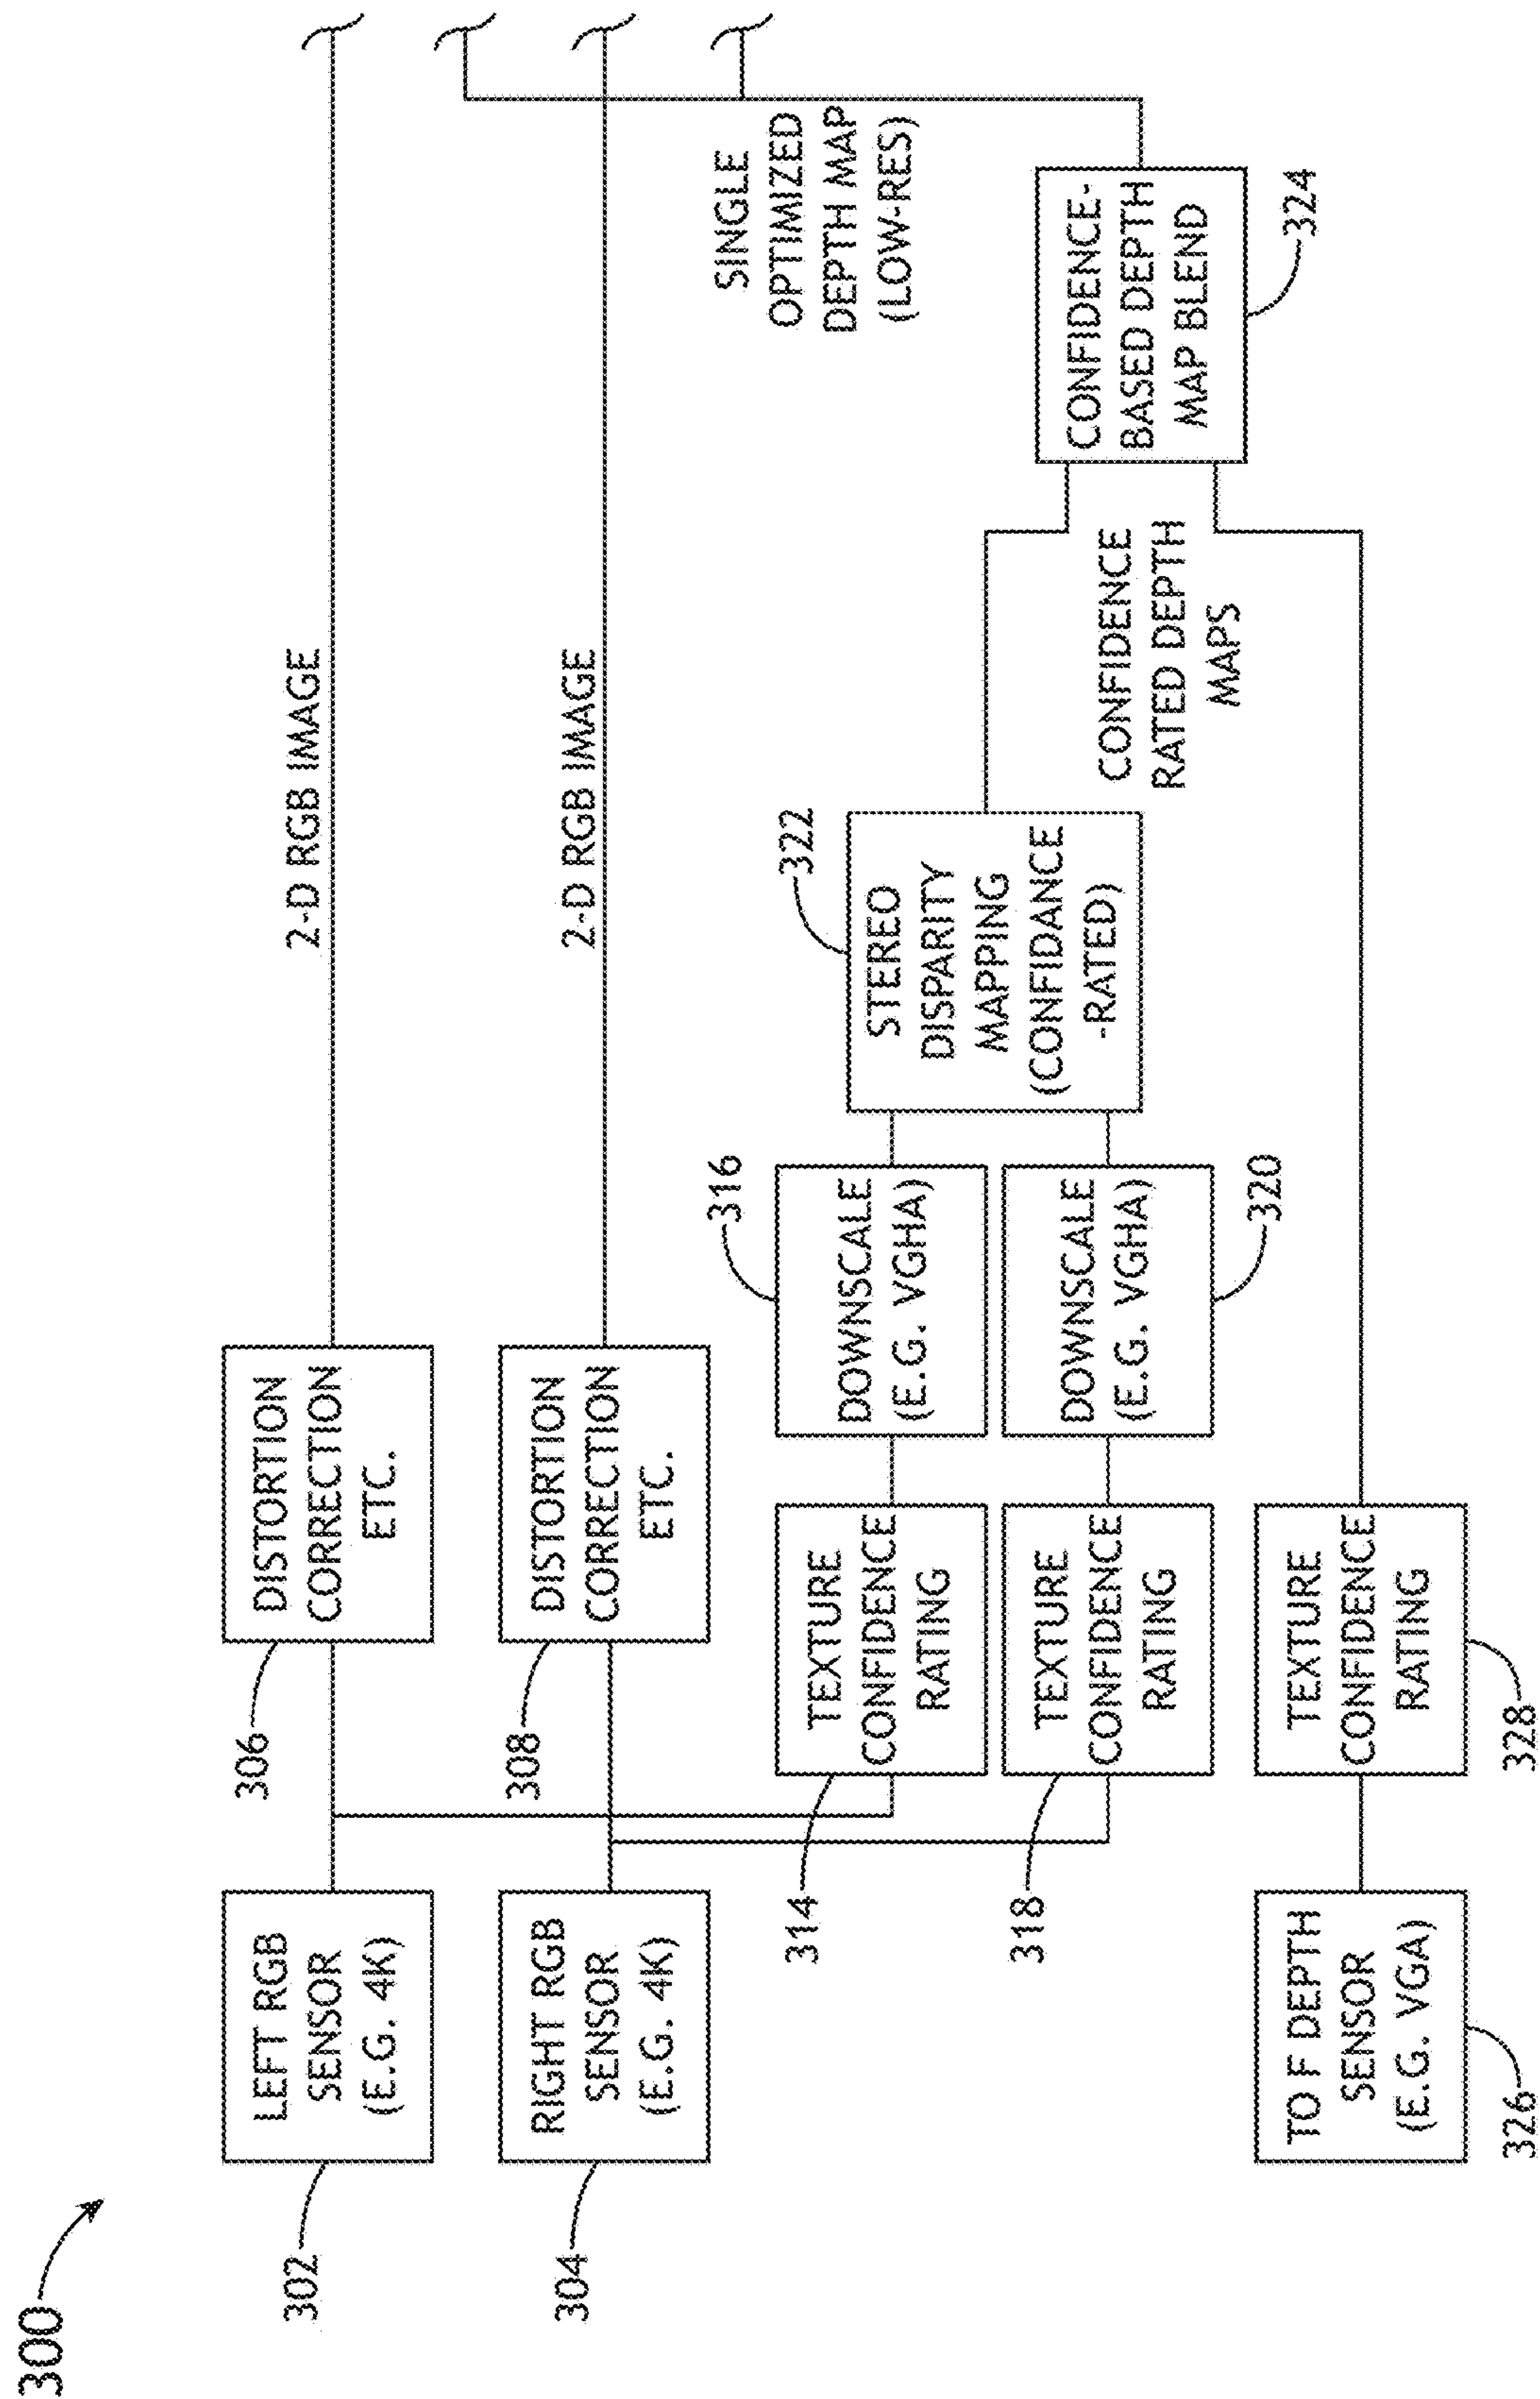 300
302
LEFT RGB
SENSOR
(E.G. 4K)
306
DISTORTION
CORRECTION
ETC.
2-D RGB IMAGE
304
RIGHT RGB
SENSOR
(E.G. 4K)
308
DISTORTION
CORRECTION
ETC.
2-D RGB IMAGE
314
TEXTURE
CONFIDENCE
RATING
316
DOWNSCALE
(E.G. VGHA)
318
TEXTURE
CONFIDENCE
RATING
DOWNSCALE
(E.G. VGHA)
320
322
STEREO
DISPARITY
MAPPING
(CONFIDANCE
-RATED)
SINGLE
OPTIMIZED
DEPTH MAP
(LOW-RES)
CONFIDENCE
RATED DEPTH
MAPS
CONFIDENCE-
BASED DEPTH
MAP BLEND
324
TO F DEPTH
SENSOR
(E.G. VGA)
326
TEXTURE
CONFIDENCE
RATING
328